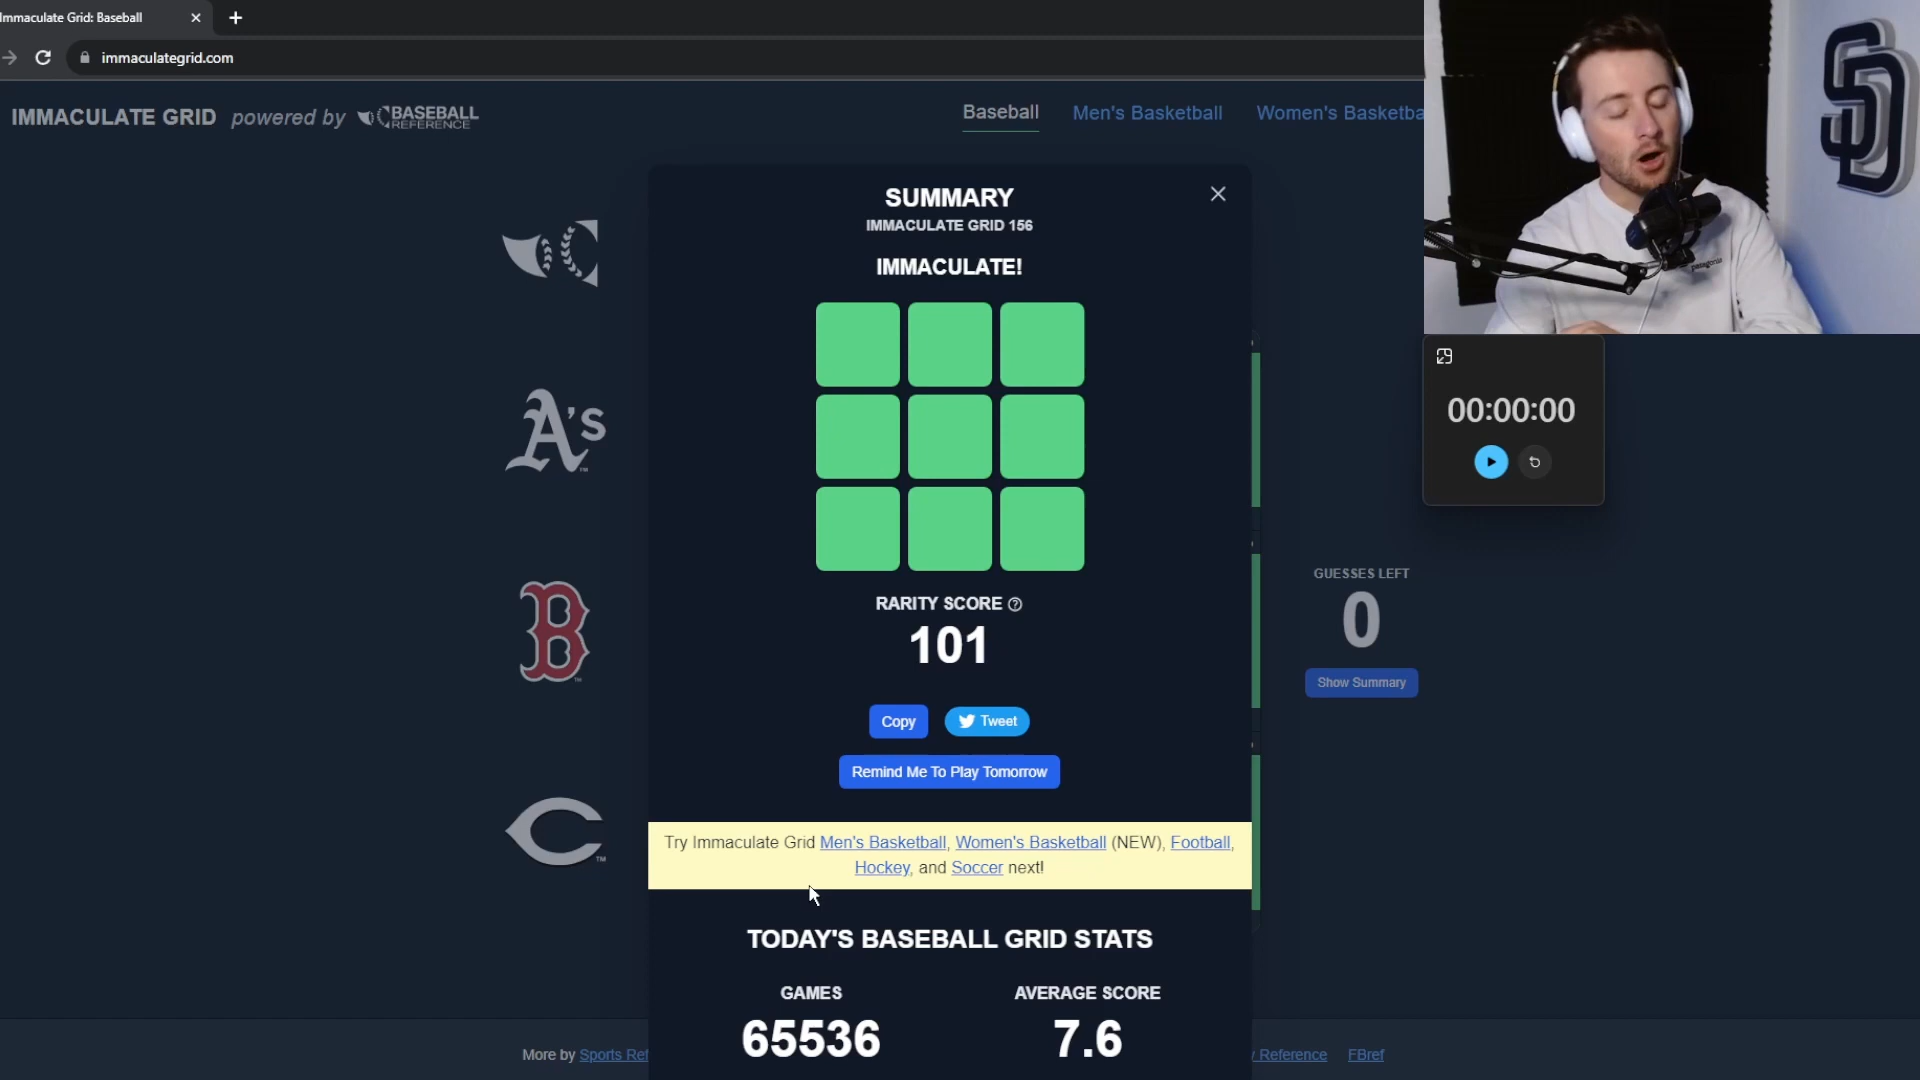 Immaculate Grid: Baseball
immaculategrid.com
IMMACULATE GRID powered by BASEBALL REFERENCE
Baseball Men's Basketball Women's Basketba
SD
SUMMARY
IMMACULATE GRID 156
IMMACULATE!
A's
B
C
patagonia
00:00:00
RARITY SCORE
101
GUESSES LEFT
0
Show Summary
Copy Tweet
Remind Me To Play Tomorrow
Try Immaculate Grid Men's Basketball, Women's Basketball (NEW), Football,
Hockey, and Soccer next!
TODAY'S BASEBALL GRID STATS
GAMES AVERAGE SCORE
65536 7.6
More by Sports Ref
y Reference FBref